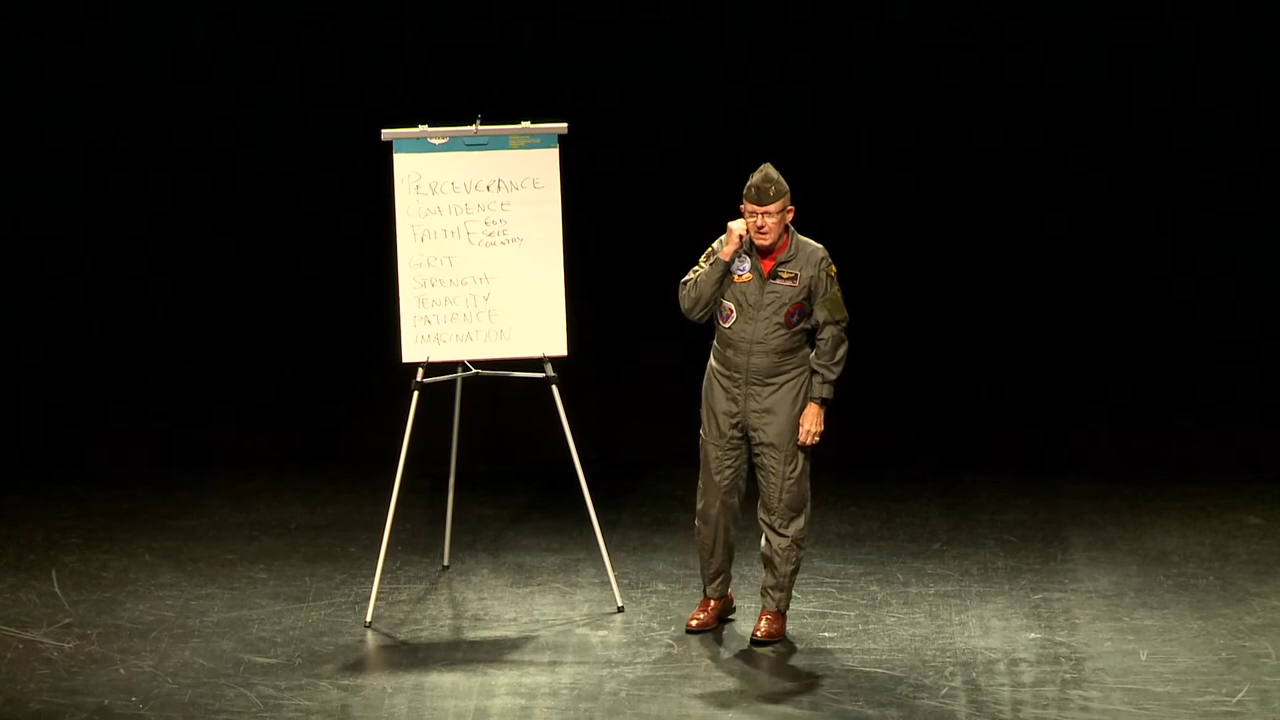 PERCEVERANCE
CONFIDENCE
FAITH GOD
SELF
COUNTRY
GRIT
STRENGTH
TENACITY
PATIENCE
IMAGINATION